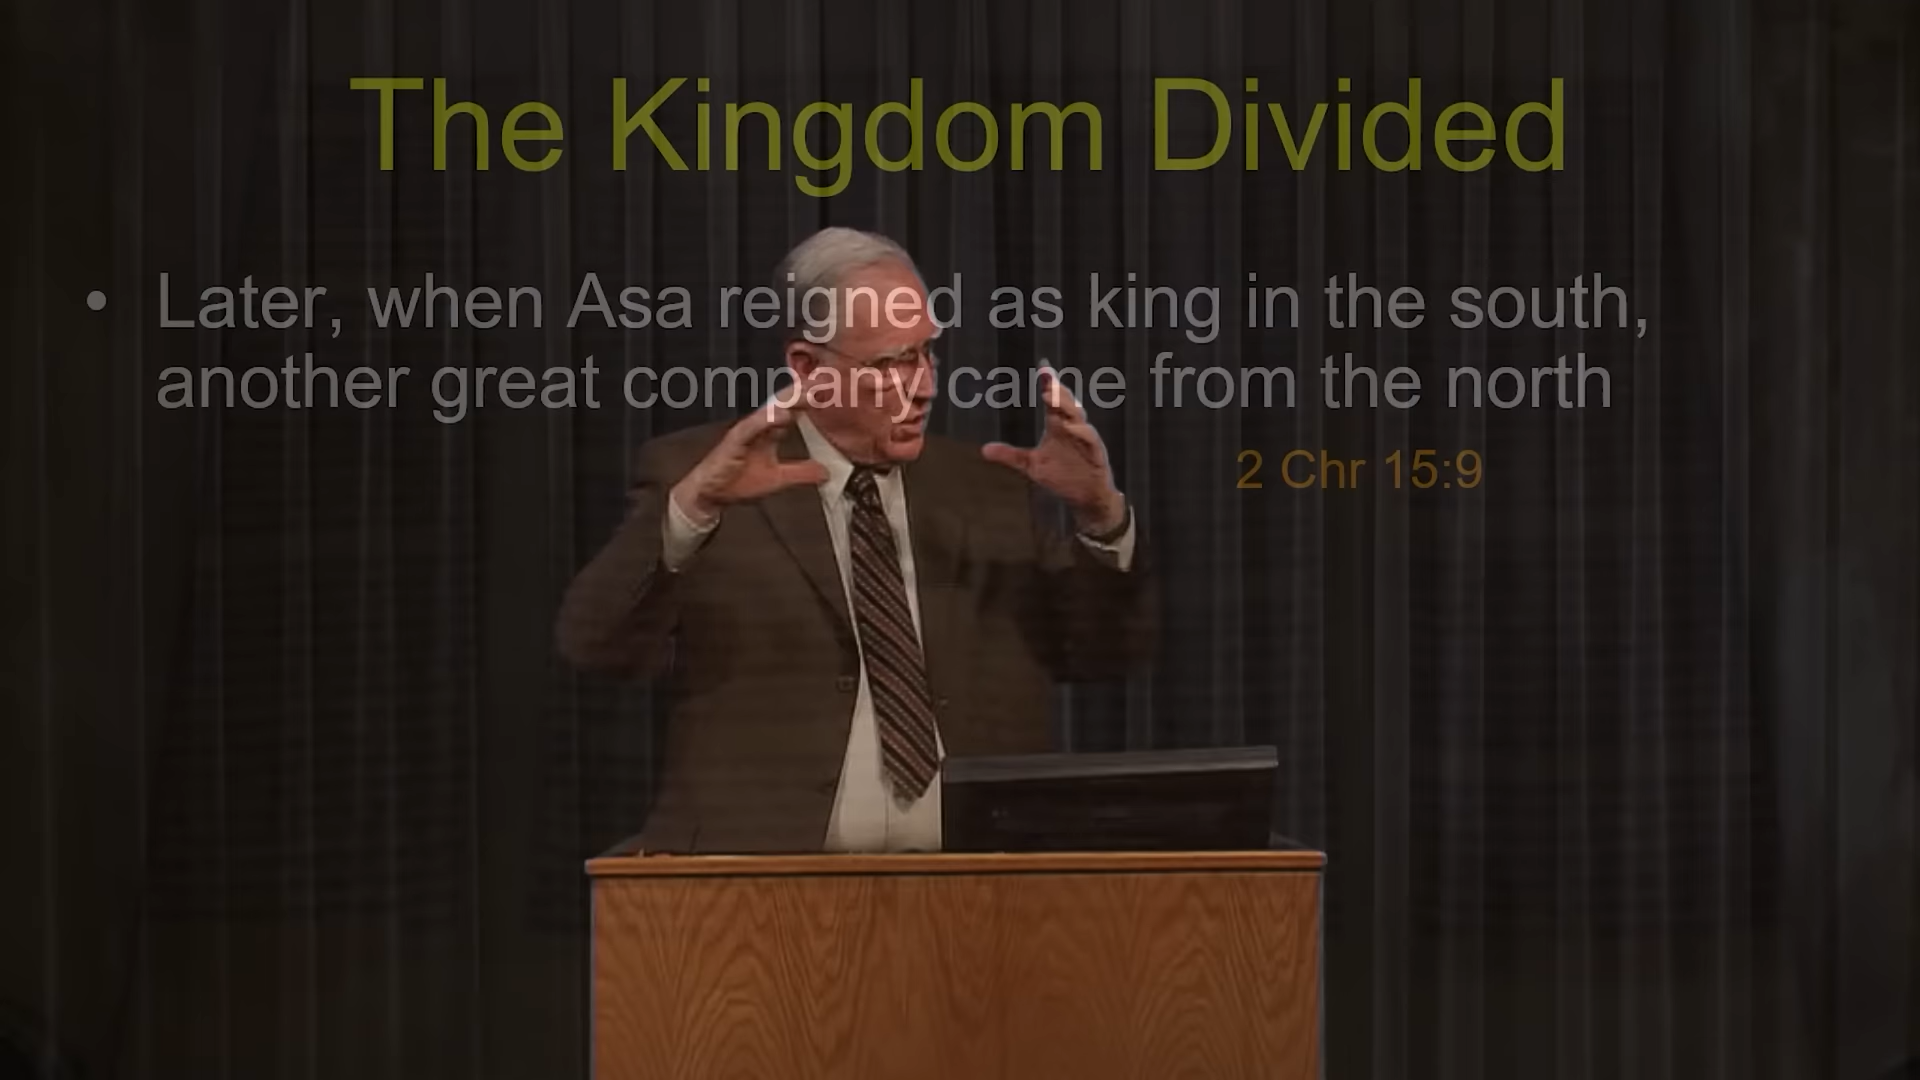 The Kingdom Divided
• Later, when Asa reigned as king in the south,
another great company came from the north
2 Chr 15:9